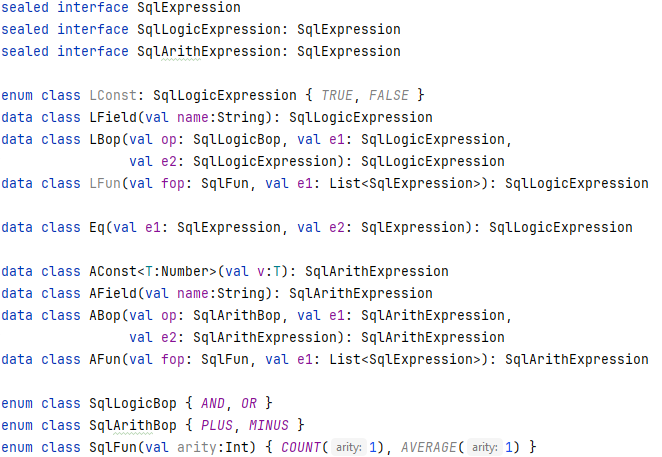 sealed interface SqlExpression
sealed interface SqlLogicExpression: SqlExpression
sealed interface SqlArithExpression: SqlExpression

enum class LConst: SqlLogicExpression { TRUE, FALSE }
data class LField(val name:String): SqlLogicExpression
data class LBop(val op: SqlLogicBop, val e1: SqlLogicExpression,
                val e2: SqlLogicExpression): SqlLogicExpression
data class LFun(val fop: SqlFun, val e1: List<SqlExpression>): SqlLogicExpression

data class Eq(val e1: SqlExpression, val e2: SqlExpression): SqlLogicExpression

data class AConst<T:Number>(val v:T): SqlArithExpression
data class AField(val name:String): SqlArithExpression
data class ABop(val op: SqlArithBop, val e1: SqlArithExpression,
                val e2: SqlArithExpression): SqlArithExpression
data class AFun(val fop: SqlFun, val e1: List<SqlExpression>): SqlArithExpression

enum class SqlLogicBop { AND, OR }
enum class SqlArithBop { PLUS, MINUS }
enum class SqlFun(val arity:Int) { COUNT( arity: 1), AVERAGE( arity: 1) }